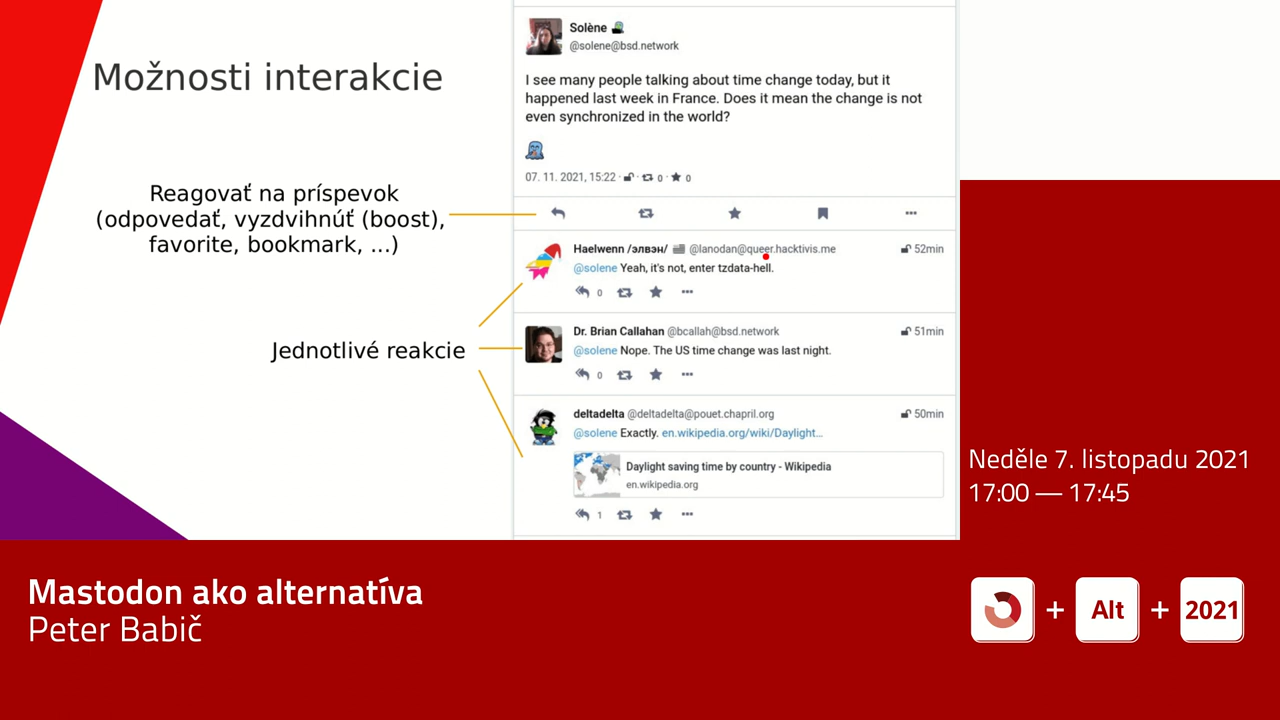 Možnosti interakcie
Reagovať na príspevok
(odpovedať, vyzdvihnúť (boost),
favorite, bookmark, ...)
Jednotlivé reakcie
Solène
@solene@bsd.network
I see many people talking about time change today, but it
happened last week in France. Does it mean the change is not
even synchronized in the world?
07. 11. 2021, 15:22 · · 0 · 0
Haelwenn /элвэн/ @lanodan@queer.hacktivis.me 52min
@solene Yeah, it's not, enter tzdata-hell.
0
Dr. Brian Callahan @bcallah@bsd.network 51min
@solene Nope. The US time change was last night.
0
deltadelta @deltadelta@pouet.chapril.org 50min
@solene Exactly. en.wikipedia.org/wiki/Daylight...
Daylight saving time by country - Wikipedia
en.wikipedia.org
1
Neděle 7. listopadu 2021
17:00 — 17:45
Mastodon ako alternatíva
Peter Babič
+ Alt + 2021